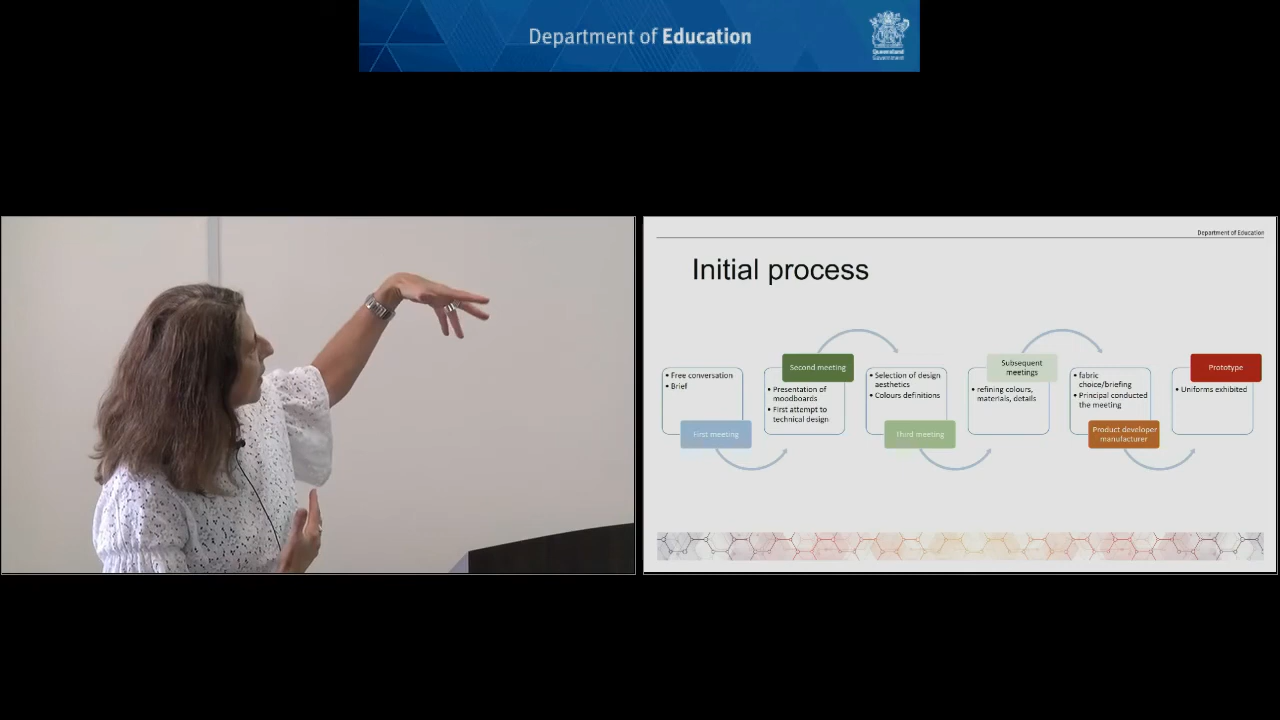 Department of Education
Queensland
Government
Department of Education
Initial process
• Free conversation
• Brief
First meeting
Second meeting
• Presentation of
moodboards
• First attempt to
technical design
• Selection of design
aesthetics
• Colours definitions
Third meeting
Subsequent
meetings
• refining colours,
materials, details
• fabric
choice/briefing
• Principal conducted
the meeting
Product developer
manufacturer
Prototype
• Uniforms exhibited